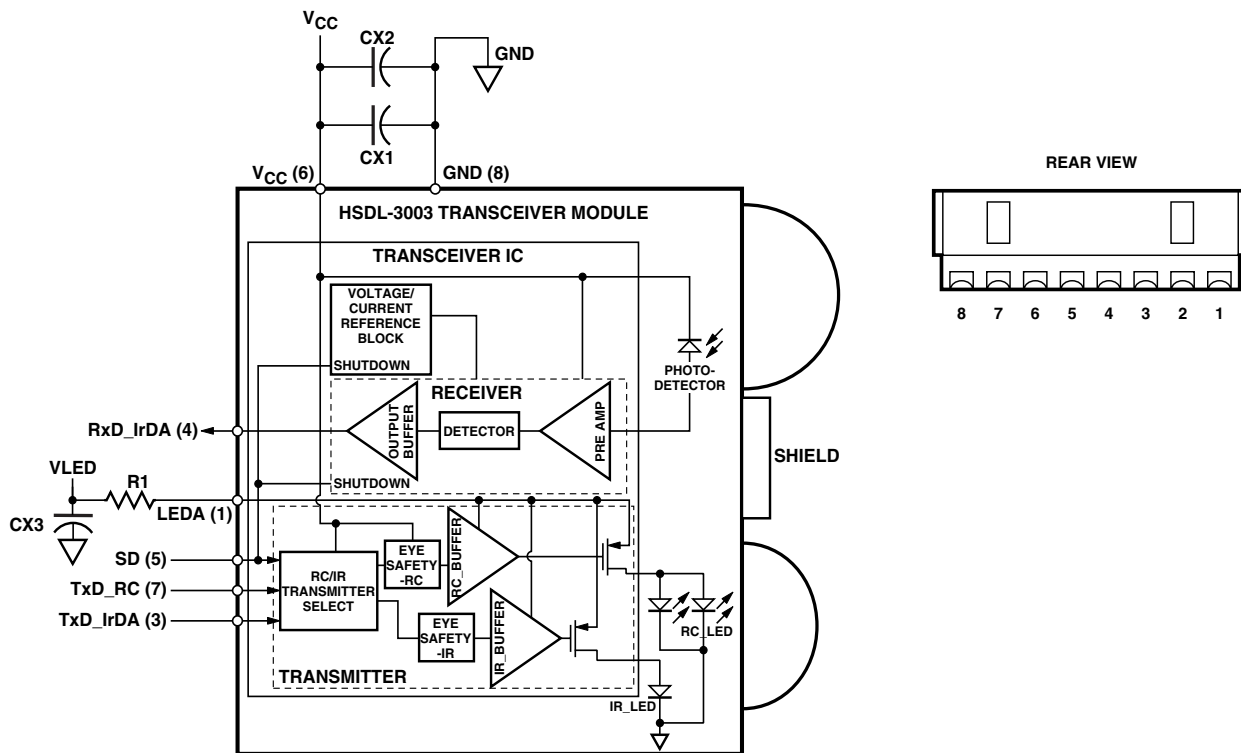 VCC
CX2
GND
CX1
VCC (6)
GND (8)
REAR VIEW
HSDL-3003 TRANSCEIVER MODULE
TRANSCEIVER IC
VOLTAGE/
CURRENT
REFERENCE
BLOCK
SHUTDOWN
PHOTO-
DETECTOR
8 7 6 5 4 3 2 1
RECEIVER
RxD_IrDA (4)
OUTPUT
BUFFER
DETECTOR
PRE AMP
SHIELD
VLED
R1
SHUTDOWN
LEDA (1)
CX3
SD (5)
TxD_RC (7)
TxD_IrDA (3)
RC/IR
TRANSMITTER
SELECT
EYE
SAFETY
-RC
RC_BUFFER
RC_LED
EYE
SAFETY
-IR
IR_BUFFER
TRANSMITTER
IR_LED